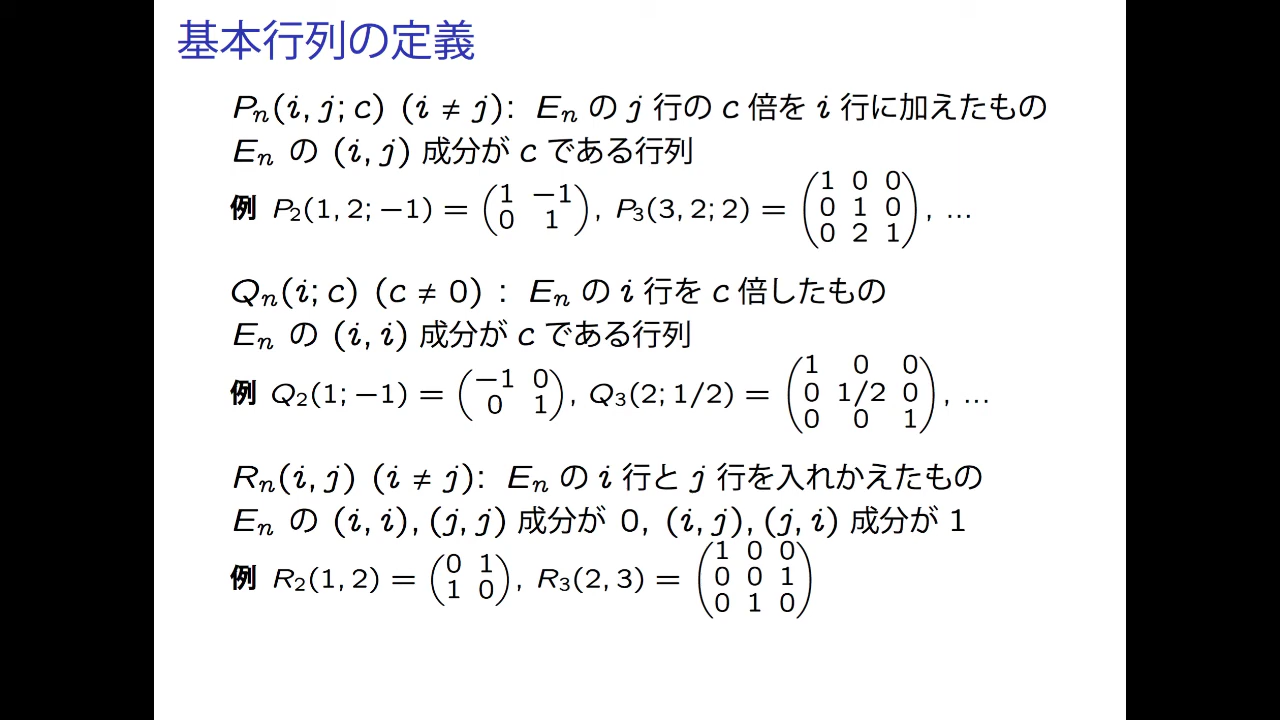 基本行列の定義
Pn(i, j; c) (i ≠ j): En の j 行の c 倍を i 行に加えたもの
En の (i, j) 成分が c である行列
例 P2(1, 2; −1) = (1 −1 / 0 1), P3(3, 2; 2) = (1 0 0 / 0 1 0 / 0 2 1), ...
Qn(i; c) (c ≠ 0) : En の i 行を c 倍したもの
En の (i, i) 成分が c である行列
例 Q2(1; −1) = (−1 0 / 0 1), Q3(2; 1/2) = (1 0 0 / 0 1/2 0 / 0 0 1), ...
Rn(i, j) (i ≠ j): En の i 行と j 行を入れかえたもの
En の (i, i), (j, j) 成分が 0, (i, j), (j, i) 成分が 1
例 R2(1, 2) = (0 1 / 1 0), R3(2, 3) = (1 0 0 / 0 0 1 / 0 1 0)